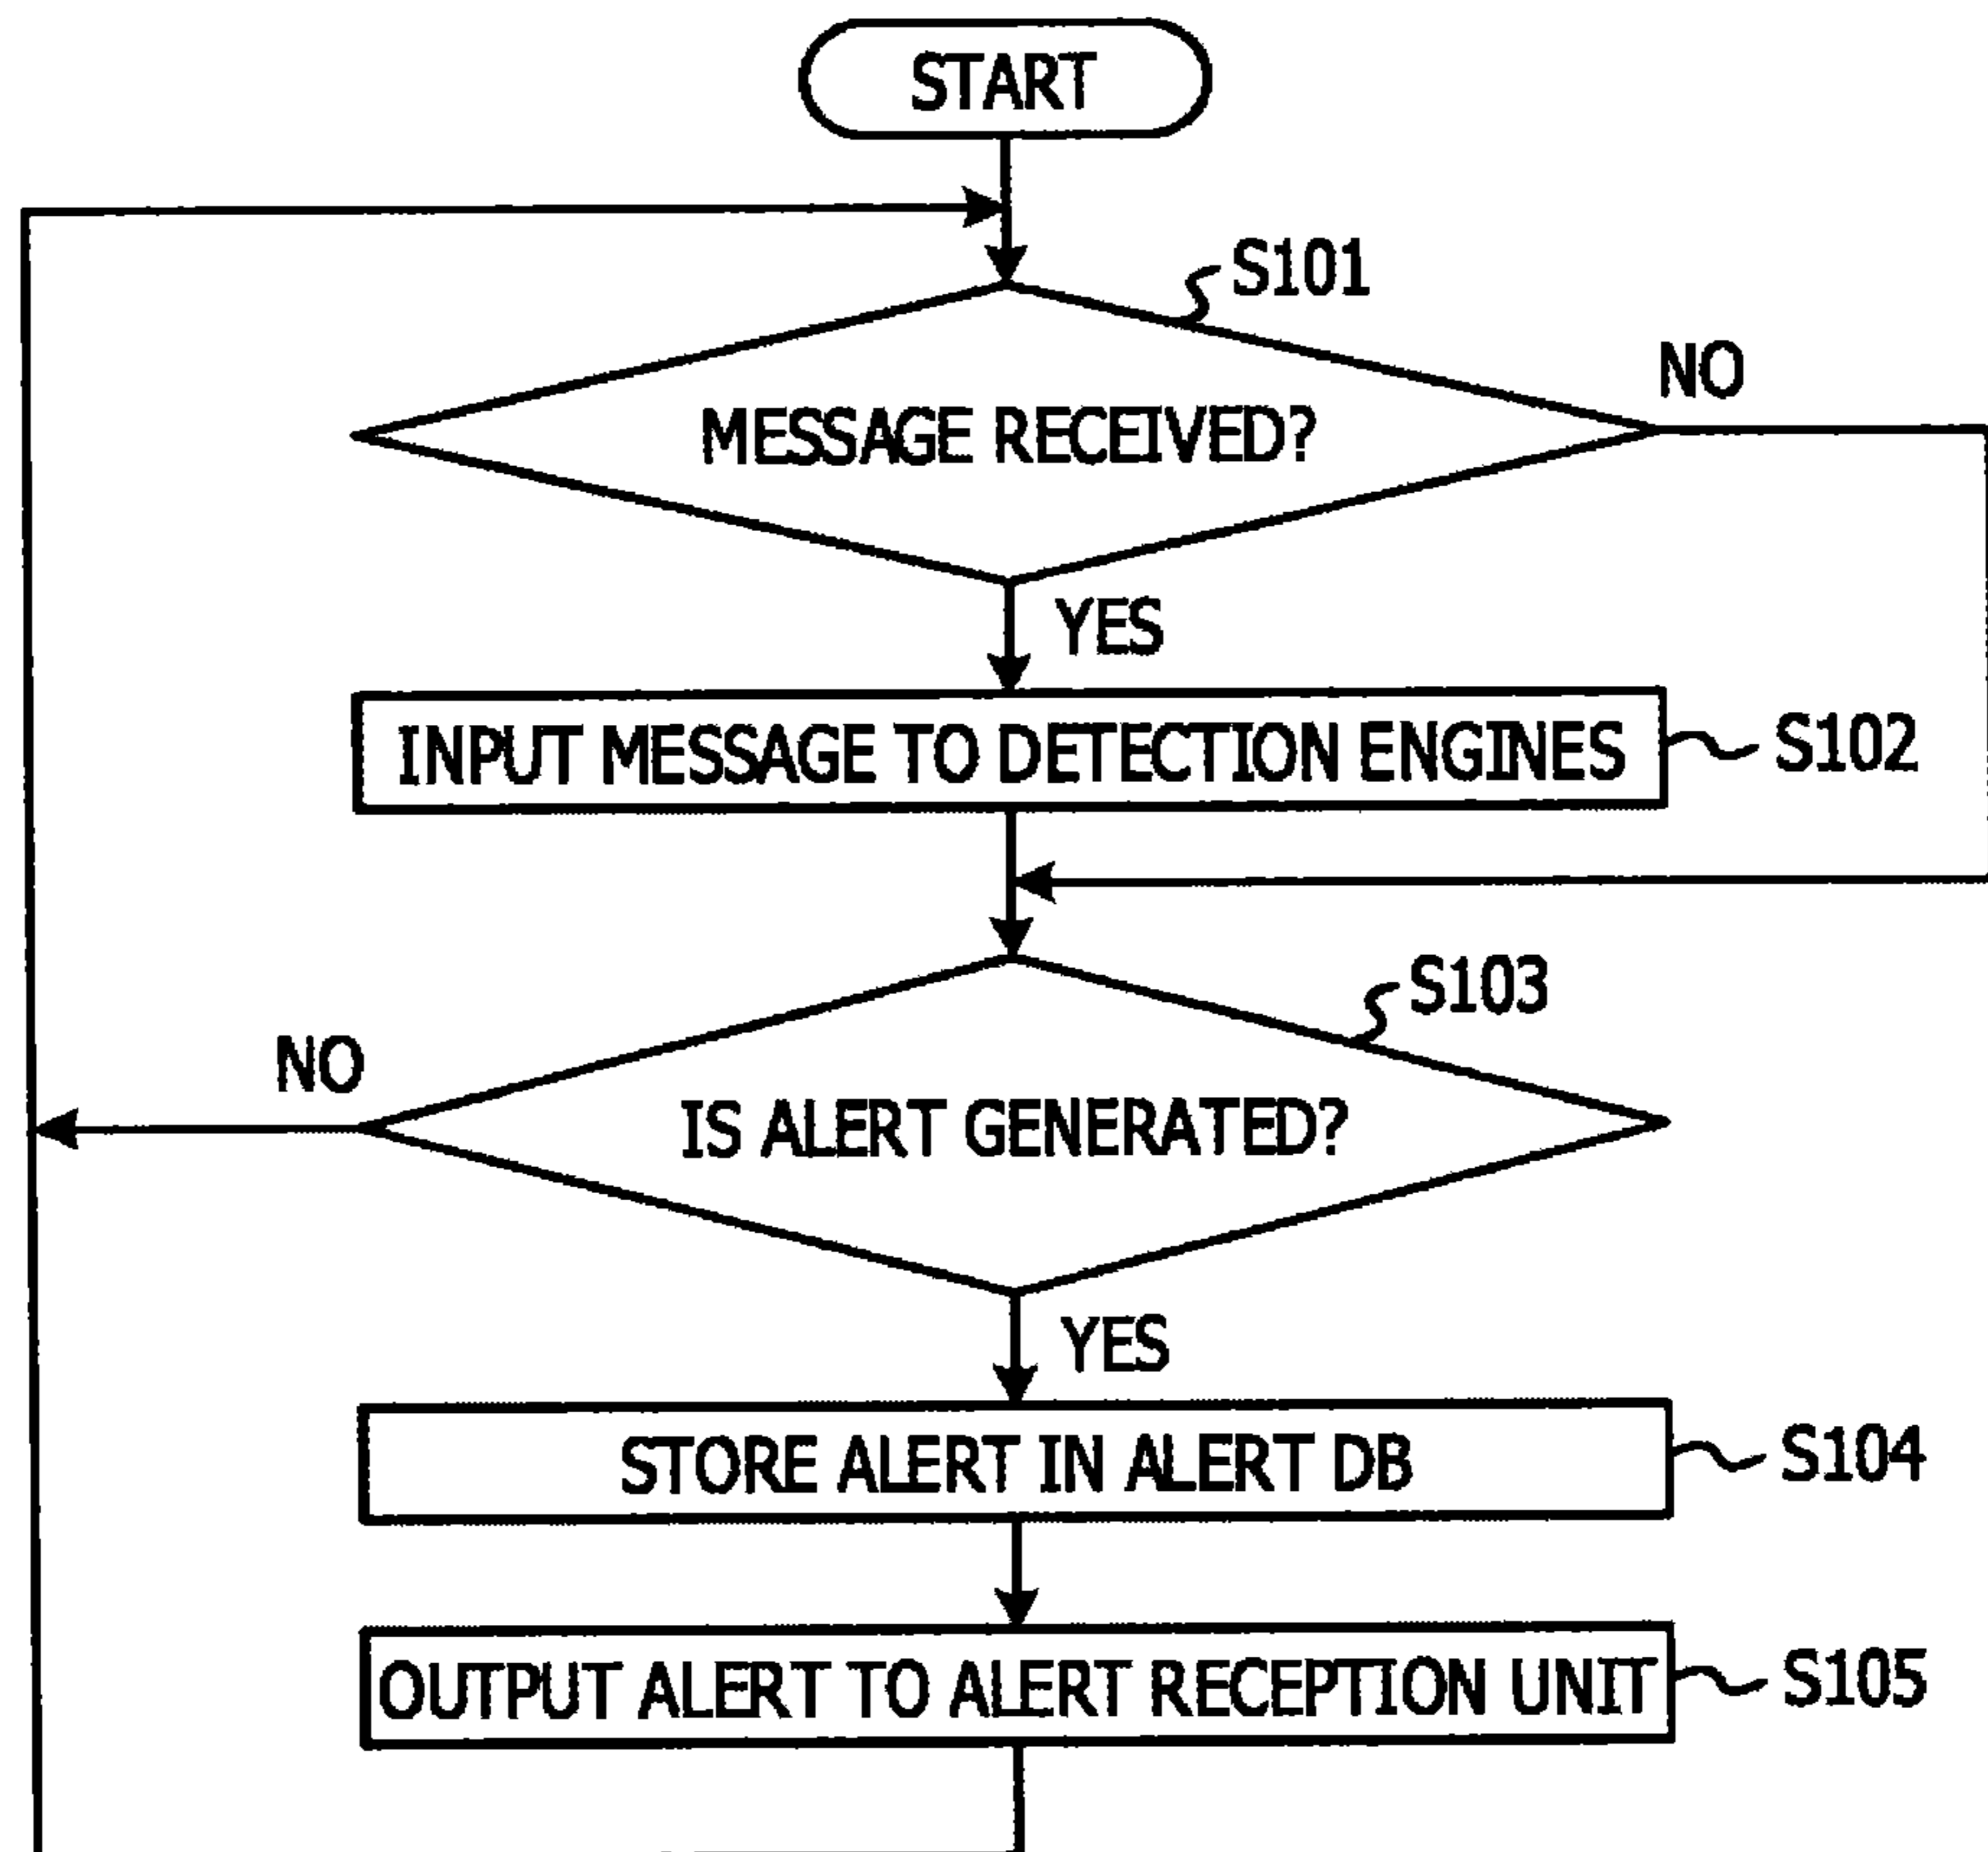 START
S101
NO
MESSAGE RECEIVED?
YES
INPUT MESSAGE TO DETECTION ENGINES
S102
S103
NO
IS ALERT GENERATED?
YES
STORE ALERT IN ALERT DB
S104
OUTPUT ALERT TO ALERT RECEPTION UNIT
S105